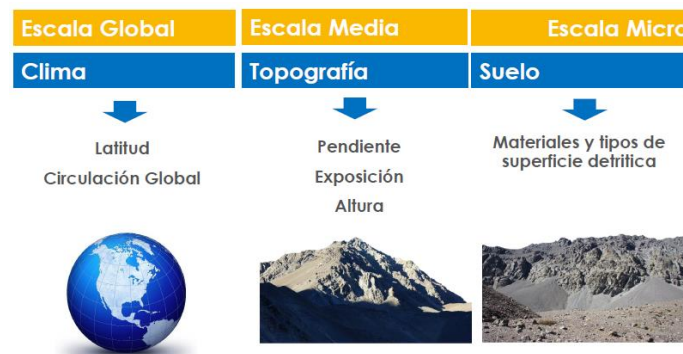 Escala Global
Escala Media
Escala Micro
Clima
Topografía
Suelo
Latitud
Circulación Global
Pendiente
Exposición
Altura
Materiales y tipos de
superficie detritica